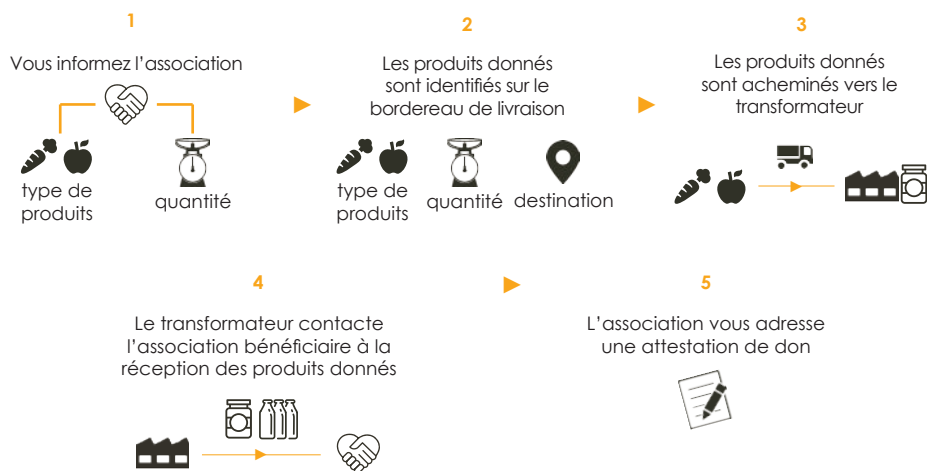 1
Vous informez l'association
type de
produits
quantité
2
Les produits donnés
sont identifiés sur le
bordereau de livraison
type de
produits
quantité
destination
3
Les produits donnés
sont acheminés vers le
transformateur
4
Le transformateur contacte
l'association bénéficiaire à la
réception des produits donnés
5
L'association vous adresse
une attestation de don